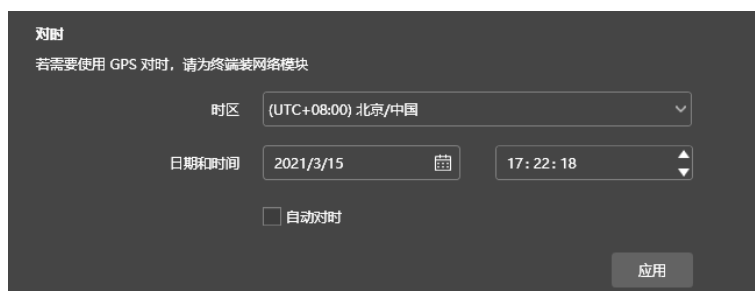 对时
若需要使用 GPS 对时，请为终端装网络模块
时区 (UTC+08:00) 北京/中国
日期和时间 2021/3/15 17:22:18
自动对时
应用